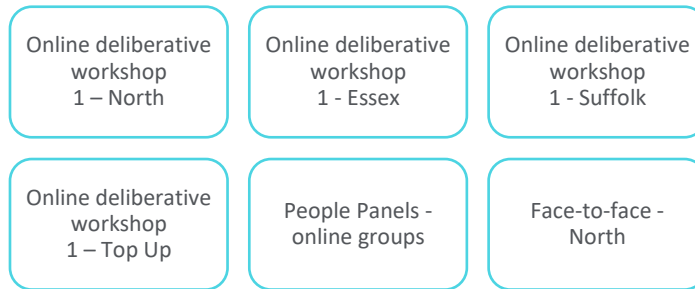 Online deliberative
workshop
1 – North
Online deliberative
workshop
1 - Essex
Online deliberative
workshop
1 - Suffolk
Online deliberative
workshop
1 – Top Up
People Panels -
online groups
Face-to-face -
North